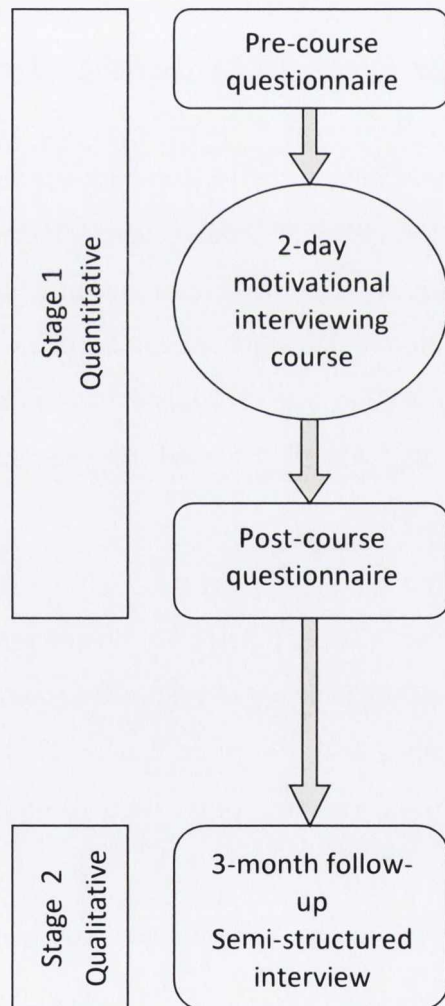 Stage 1
Quantitative
Pre-course
questionnaire
2-day
motivational
interviewing
course
Post-course
questionnaire
Stage 2
Qualitative
3-month follow-
up
Semi-structured
interview